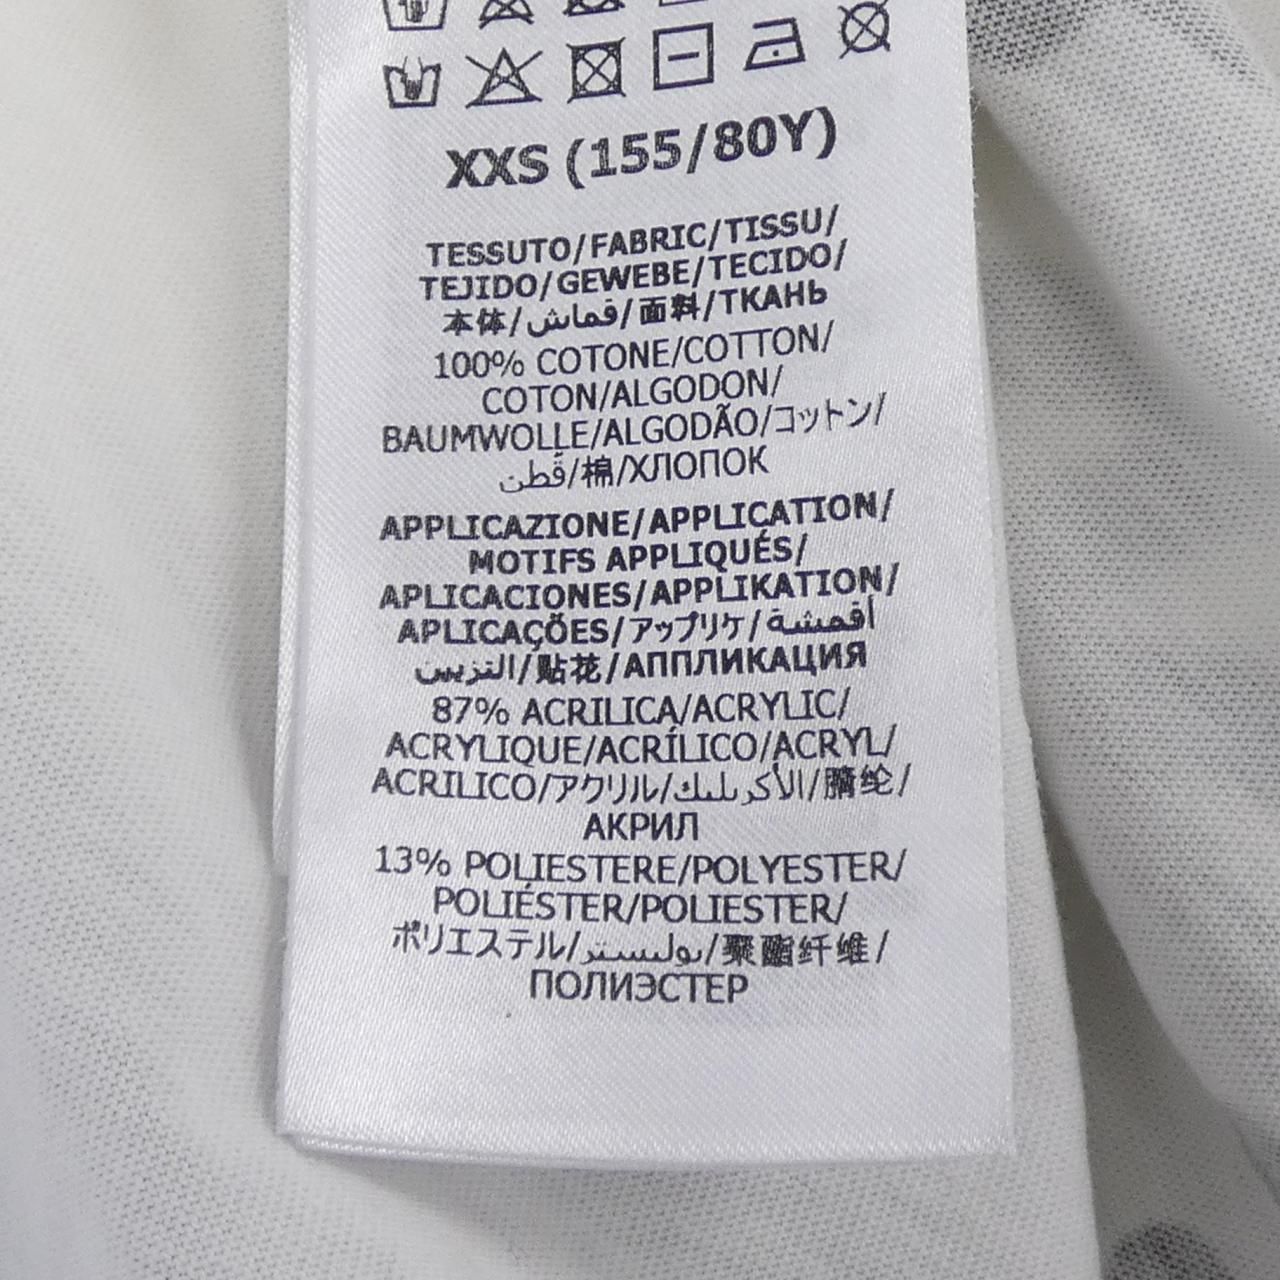 XXS (155/80Y)
TESSUTO/FABRIC/TISSU/
TEJIDO/GEWEBE/TECIDO/
本体/قماش/面料/ТКАНЬ
100% COTONE/COTTON/
COTON/ALGODON/
BAUMWOLLE/ALGODÃO/コットン/
قطن/棉/ХЛОПОК
APPLICAZIONE/APPLICATION/
MOTIFS APPLIQUÉS/
APLICACIONES/APPLIKATION/
APLICAÇÕES/アップリケ/أقمشة
التزيين/贴花/АППЛИКАЦИЯ
87% ACRILICA/ACRYLIC/
ACRYLIQUE/ACRÍLICO/ACRYL/
ACRILICO/アクリル/الأكريليك/腈纶/
АКРИЛ
13% POLIESTERE/POLYESTER/
POLIÉSTER/POLIESTER/
ポリエステル/بوليستر/聚酯纤维/
ПОЛИЭСТЕР